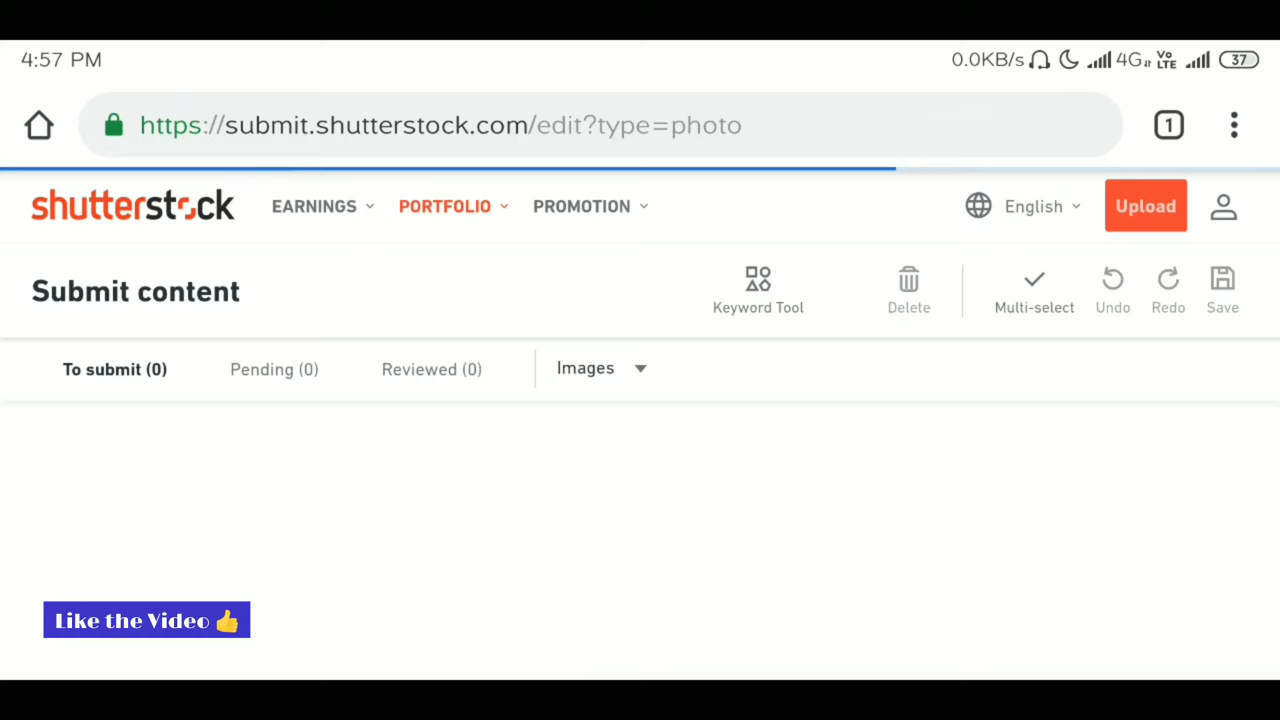 4:57 PM
0.0KB/s 4G Vo LTE 37
https://submit.shutterstock.com/edit?type=photo
1
shutterstock EARNINGS PORTFOLIO PROMOTION English Upload
Submit content
Keyword Tool Delete Multi-select Undo Redo Save
To submit (0) Pending (0) Reviewed (0) Images
Like the Video 👍